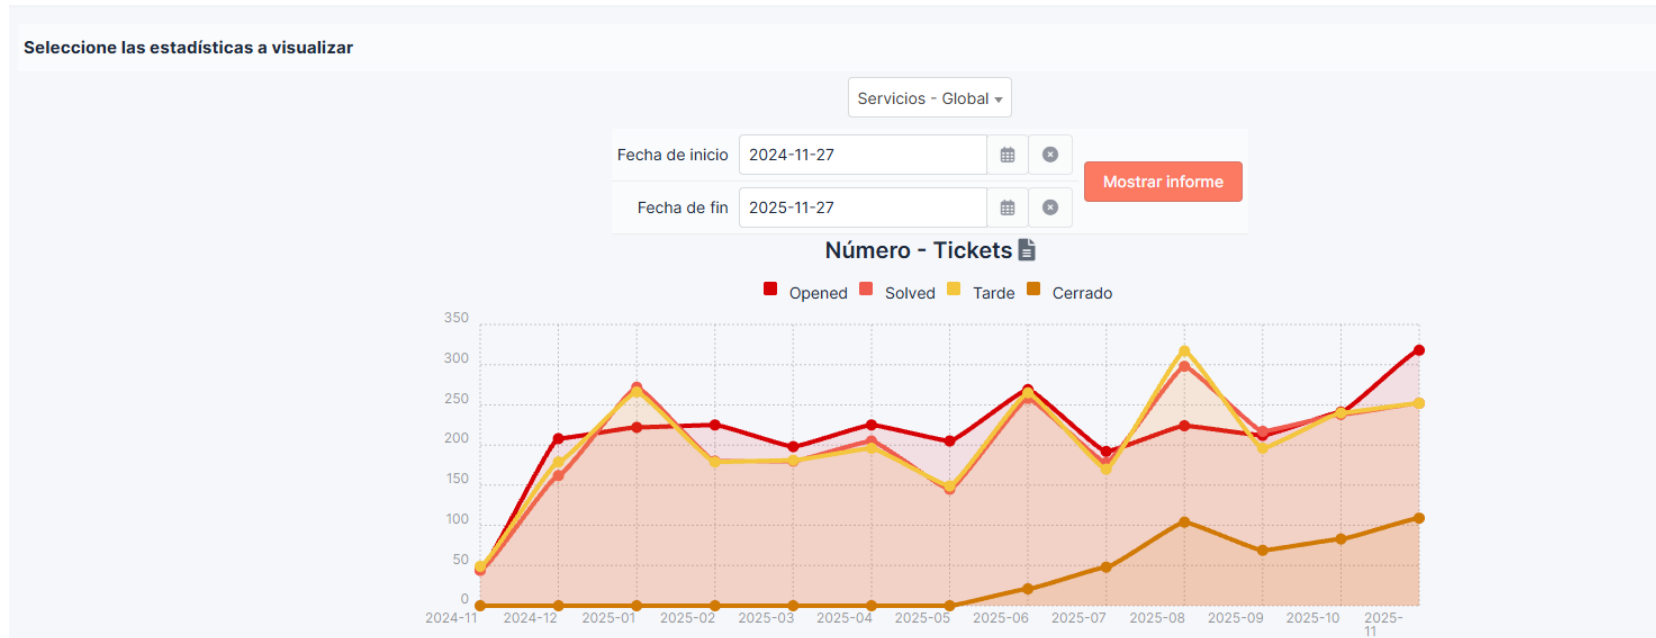 Seleccione las estadísticas a visualizar
Servicios - Global
Fecha de inicio 2024-11-27
Mostrar informe
Fecha de fin 2025-11-27
Número - Tickets
Opened Solved Tarde Cerrado
350
300
250
200
150
100
50
0
2024-11 2024-12 2025-01 2025-02 2025-03 2025-04 2025-05 2025-06 2025-07 2025-08 2025-09 2025-10 2025-
11